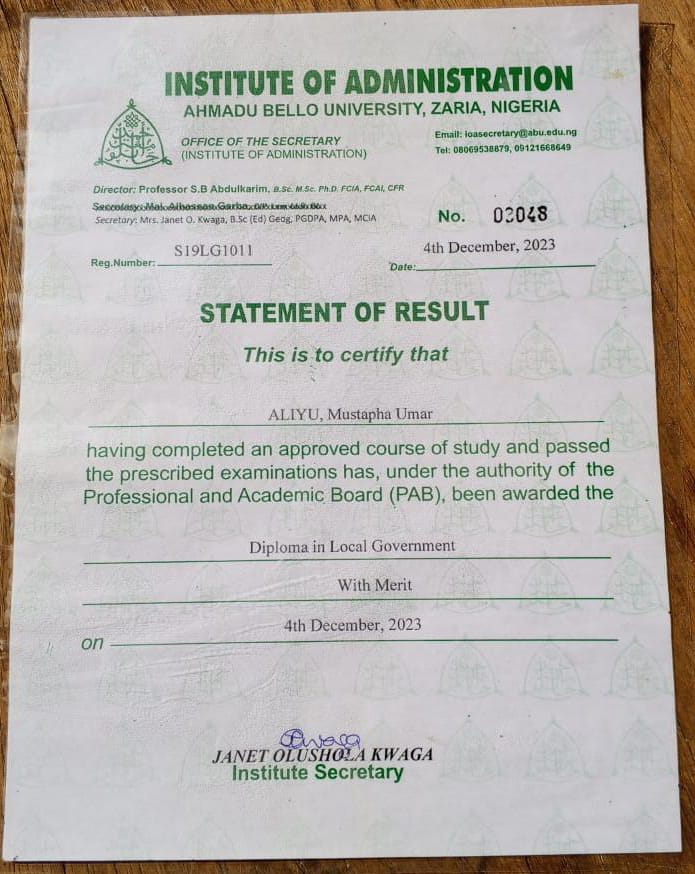 INSTITUTE OF ADMINISTRATION
AHMADU BELLO UNIVERSITY, ZARIA, NIGERIA
OFFICE OF THE SECRETARY
(INSTITUTE OF ADMINISTRATION)
Email: ioasecretary@abu.edu.ng
Tel: 08069538879, 09121668649
Director: Professor S.B Abdulkarim, B.Sc. M.Sc. Ph.D. FCIA, FCAI, CFR
Secretary: Mal. Alhassan Garba,
Secretary: Mrs. Janet O. Kwaga, B.Sc (Ed) Geog, PGDPA, MPA, MCIA
No. 03048
Reg.Number: S19LG1011
Date: 4th December, 2023
STATEMENT OF RESULT
This is to certify that
ALIYU, Mustapha Umar
having completed an approved course of study and passed
the prescribed examinations has, under the authority of the
Professional and Academic Board (PAB), been awarded the
Diploma in Local Government
With Merit
on 4th December, 2023
JANET OLUSHOLA KWAGA
Institute Secretary